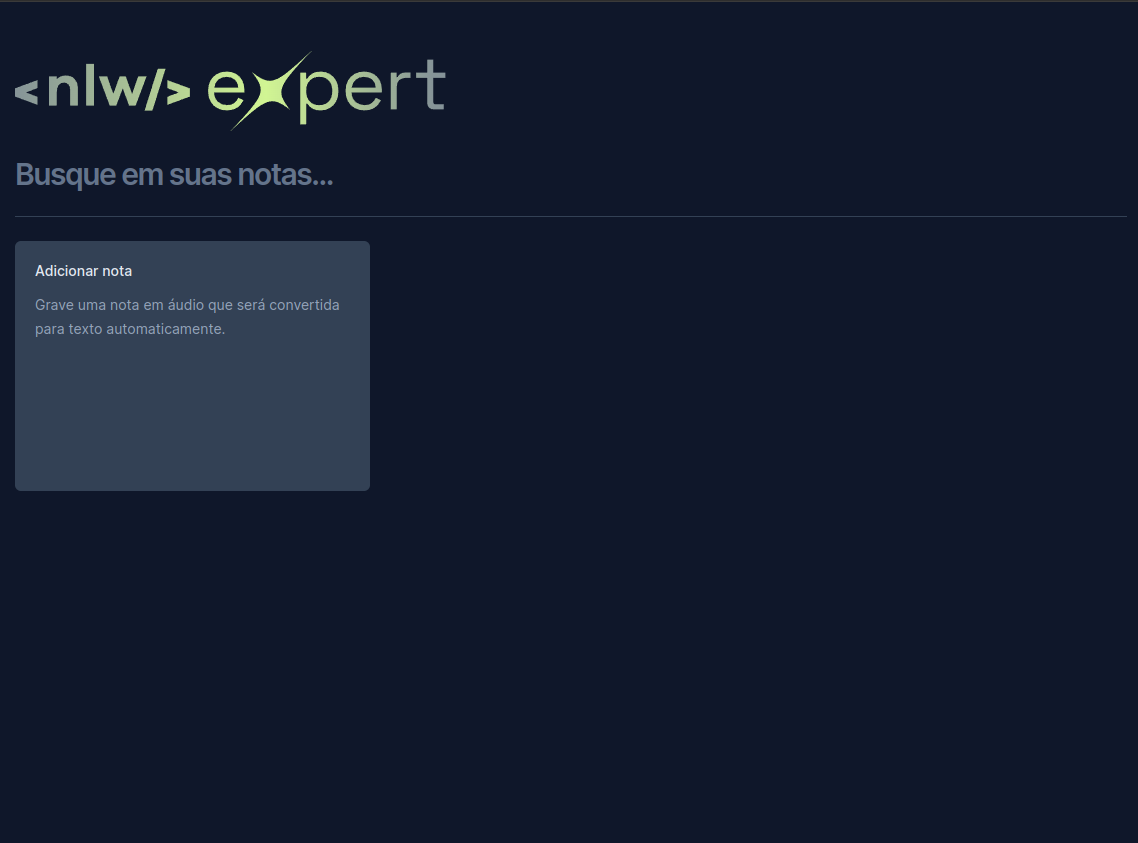 <nlw/> expert
Busque em suas notas...
Adicionar nota
Grave uma nota em áudio que será convertida
para texto automaticamente.